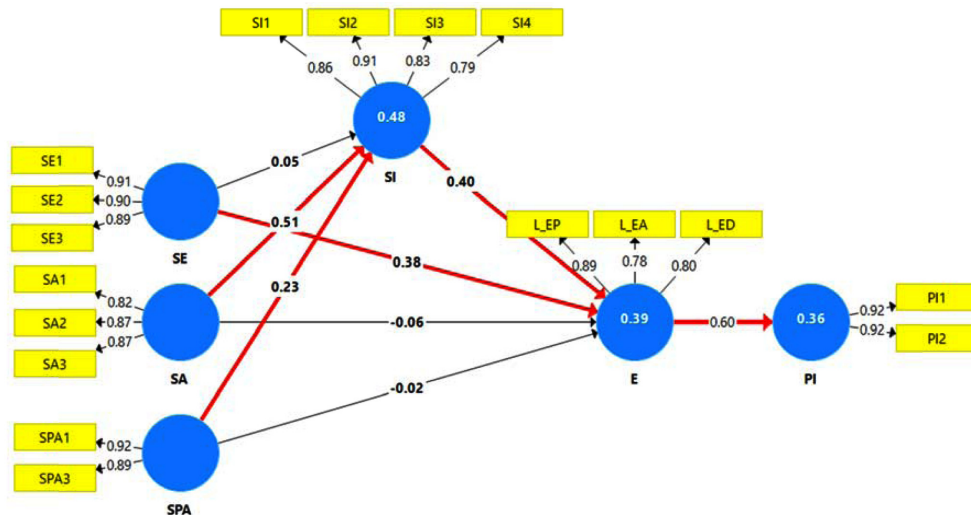 SI1 SI2 SI3 SI4
0.86 0.91 0.83 0.79
0.48
SI
SE1
SE2
SE3
0.91
0.90
0.89
SE
0.05
0.51
0.38
0.23
0.40
SA1
SA2
SA3
0.82
0.87
0.87
SA
-0.06
-0.02
SPA1
SPA3
0.92
0.89
SPA
L_EP L_EA L_ED
0.89 0.78 0.80
0.39
E
0.60
0.36
PI
0.92
0.92
PI1
PI2